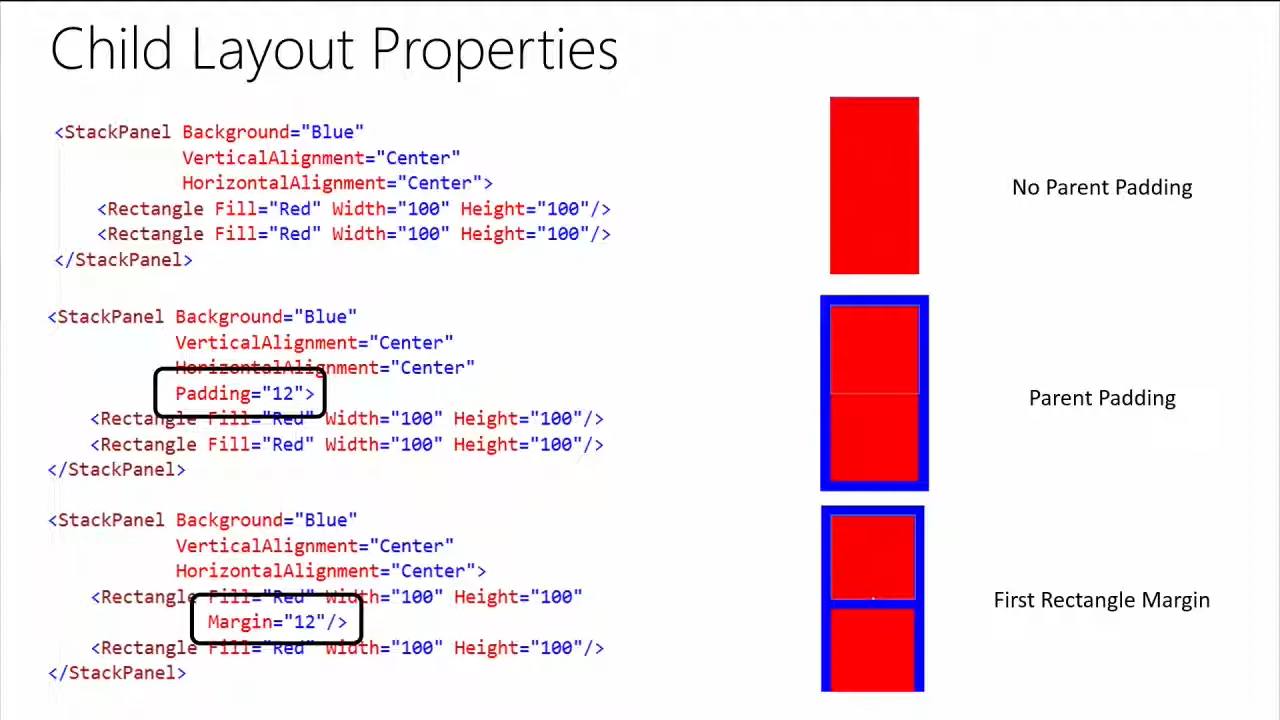 Child Layout Properties
<StackPanel Background="Blue"
VerticalAlignment="Center"
HorizontalAlignment="Center">
<Rectangle Fill="Red" Width="100" Height="100"/>
<Rectangle Fill="Red" Width="100" Height="100"/>
</StackPanel>
No Parent Padding
<StackPanel Background="Blue"
VerticalAlignment="Center"
HorizontalAlignment="Center"
Padding="12">
<Rectangle Fill="Red" Width="100" Height="100"/>
<Rectangle Fill="Red" Width="100" Height="100"/>
</StackPanel>
Parent Padding
<StackPanel Background="Blue"
VerticalAlignment="Center"
HorizontalAlignment="Center">
<Rectangle Fill="Red" Width="100" Height="100"
Margin="12"/>
<Rectangle Fill="Red" Width="100" Height="100"/>
</StackPanel>
First Rectangle Margin